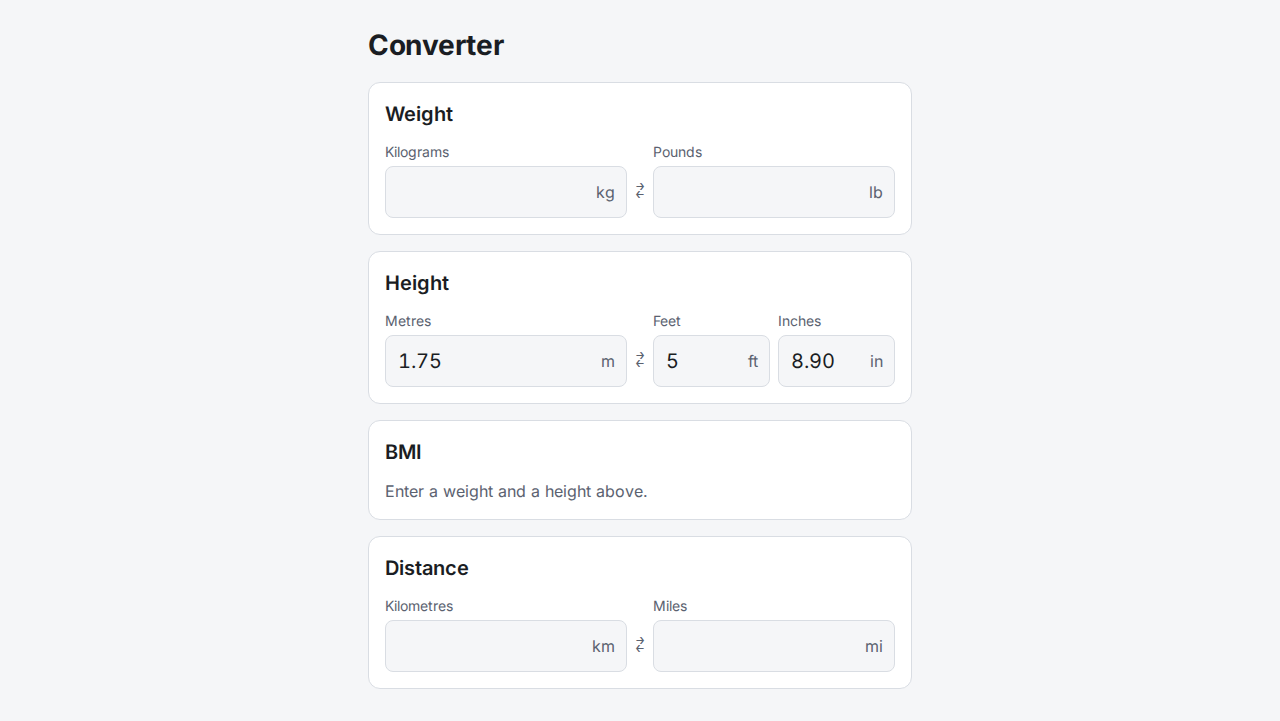 Converter
Weight
Kilograms Pounds
kg ⇄ lb
Height
Metres Feet Inches
1.75 m ⇄ 5 ft 8.90 in
BMI
Enter a weight and a height above.
Distance
Kilometres Miles
km ⇄ mi